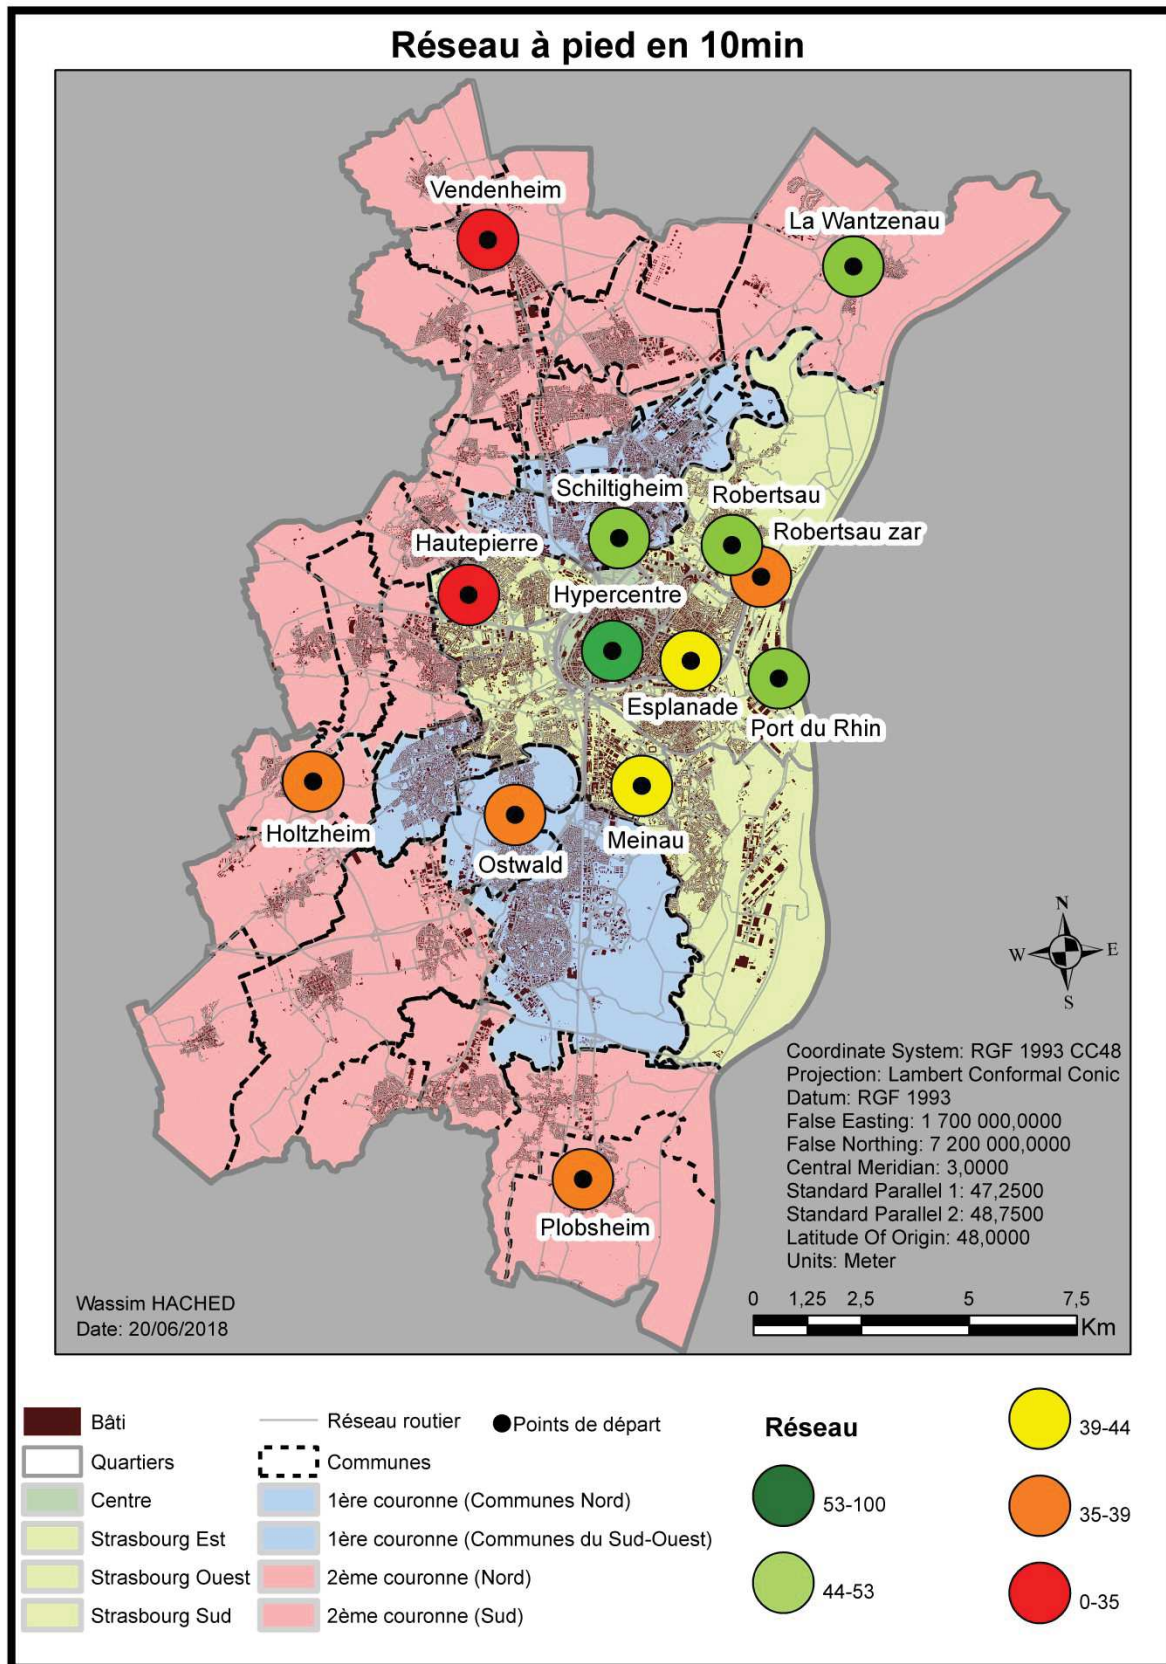 Réseau à pied en 10min
Vendenheim
La Wantzenau
Schiltigheim
Robertsau
Robertsau zar
Hautepierre
Hypercentre
Esplanade
Port du Rhin
Holtzheim
Ostwald
Meinau
Plobsheim
N
W
E
S
Coordinate System: RGF 1993 CC48
Projection: Lambert Conformal Conic
Datum: RGF 1993
False Easting: 1 700 000,0000
False Northing: 7 200 000,0000
Central Meridian: 3,0000
Standard Parallel 1: 47,2500
Standard Parallel 2: 48,7500
Latitude Of Origin: 48,0000
Units: Meter
Wassim HACHED
Date: 20/06/2018
0 1,25 2,5 5 7,5
Km
Bâti
Quartiers
Centre
Strasbourg Est
Strasbourg Ouest
Strasbourg Sud
Réseau routier
Communes
1ère couronne (Communes Nord)
1ère couronne (Communes du Sud-Ouest)
2ème couronne (Nord)
2ème couronne (Sud)
Points de départ
Réseau
53-100
44-53
39-44
35-39
0-35